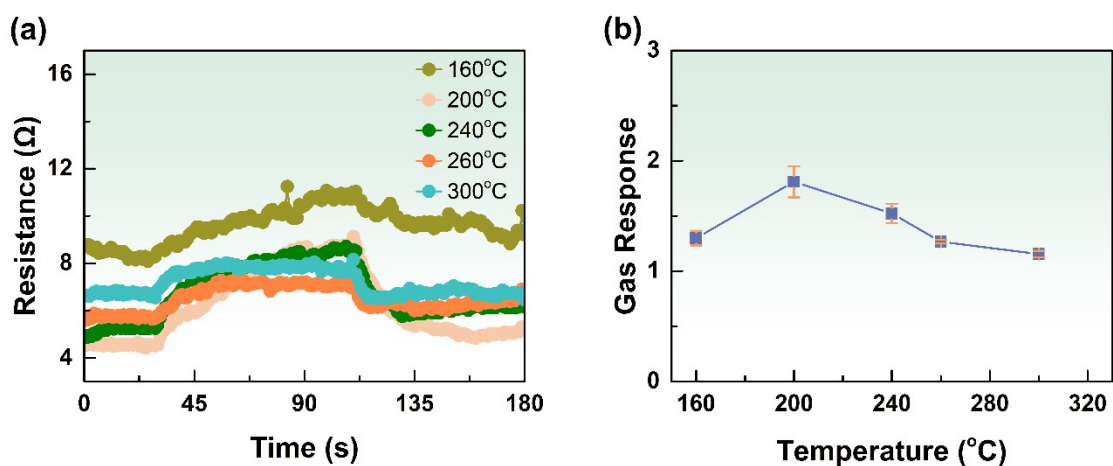 (a)
Resistance (Ω)
16
12
8
4
160°C
200°C
240°C
260°C
300°C
0
45
90
135
180
Time (s)
(b)
Gas Response
3
2
1
0
160
200
240
280
320
Temperature (°C)